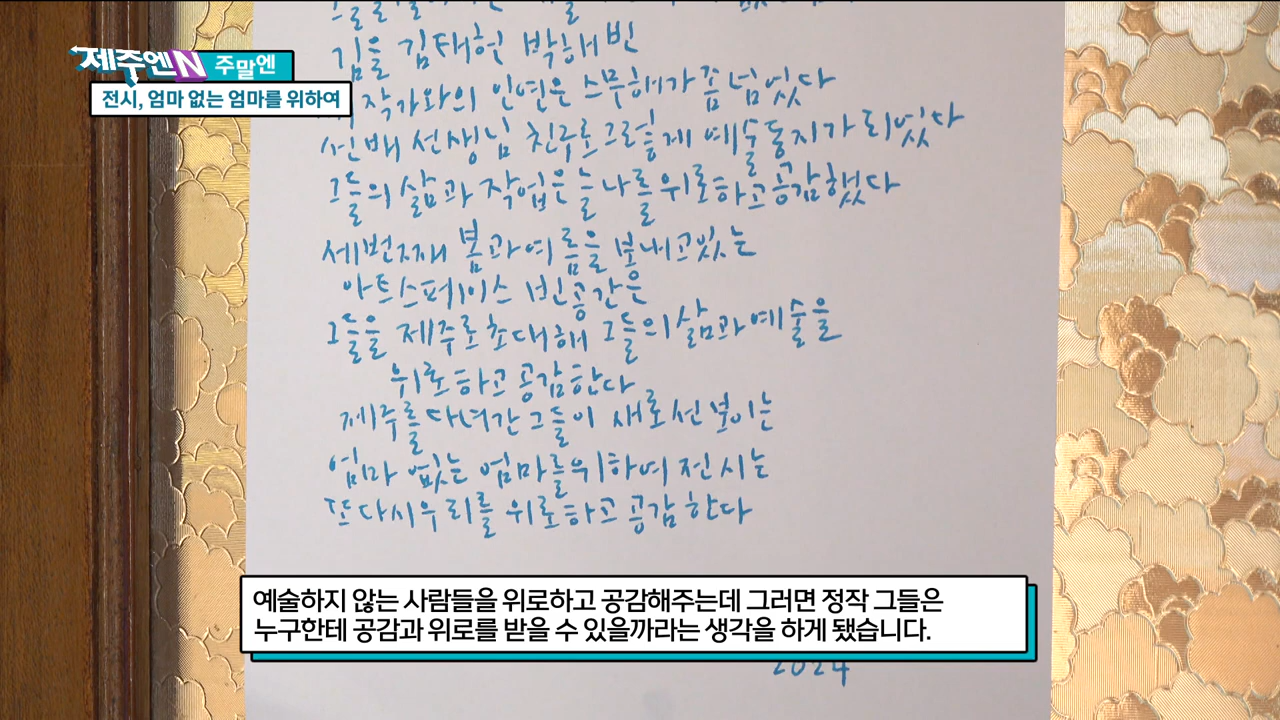 제주엔N 주말엔
전시, 엄마 없는 엄마를 위하여
김을 김태헌 박해빈
작가와의 인연은 스무해가 좀 넘었다
선배 선생님 친구로 그렇게 예술동지가 되었다
그들의 삶과 작업은 늘 나를 위로하고 공감했다
세번째 봄과 여름을 보내고있는
아트스페이스 빈공간은
그들을 제주로 초대해 그들의 삶과 예술을
위로하고 공감한다
제주를 다녀간 그들이 새로 선보이는
엄마 없는 엄마를 위하여 전시는
또다시 우리를 위로하고 공감한다
예술하지 않는 사람들을 위로하고 공감해주는데 그러면 정작 그들은
누구한테 공감과 위로를 받을 수 있을까라는 생각을 하게 됐습니다.
2024